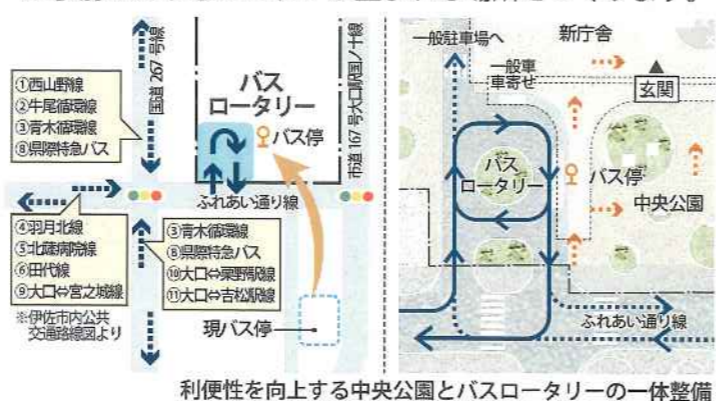 国道267号線
市道167号大口駅国ノ十線
①西山野線
②牛尾循環線
③青木循環線
⑧県際特急バス
バス
ロータリー
バス停
ふれあい通り線
④羽月北線
⑤北薩病院線
⑥田代線
⑨大口⇔宮之城線
※伊佐市内公共
交通路線図より
③青木循環線
⑧県際特急バス
⑩大口⇔栗野駅線
⑪大口⇔吉松駅線
現バス停
一般駐車場へ
新庁舎
一般車
車寄せ
玄関
バス
ロータリー
バス停
中央公園
ふれあい通り線
利便性を向上する中央公園とバスロータリーの一体整備